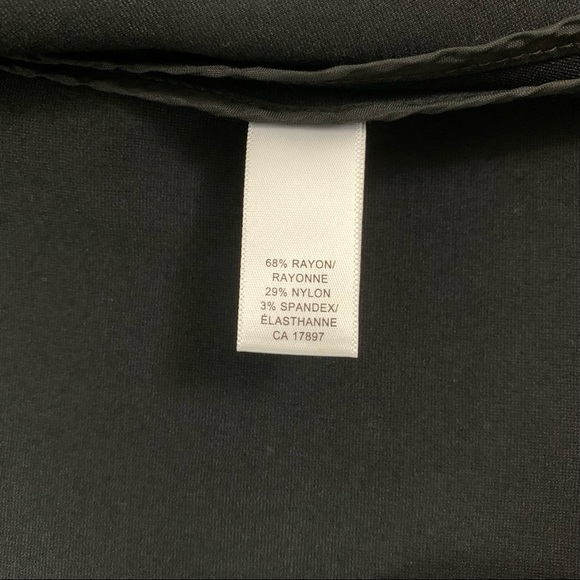 68% RAYON/
RAYONNE
29% NYLON
3% SPANDEX/
ÉLASTHANNE
CA 17897